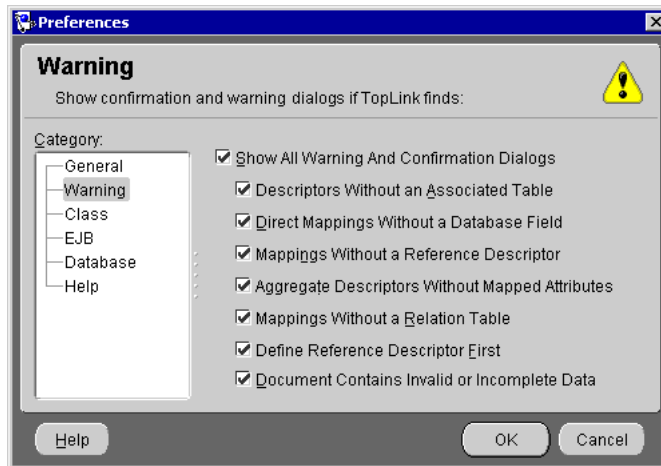 Preferences
Warning
Show confirmation and warning dialogs if TopLink finds:
Category:
General
Warning
Class
EJB
Database
Help
Show All Warning And Confirmation Dialogs
Descriptors Without an Associated Table
Direct Mappings Without a Database Field
Mappings Without a Reference Descriptor
Aggregate Descriptors Without Mapped Attributes
Mappings Without a Relation Table
Define Reference Descriptor First
Document Contains Invalid or Incomplete Data
Help
OK
Cancel